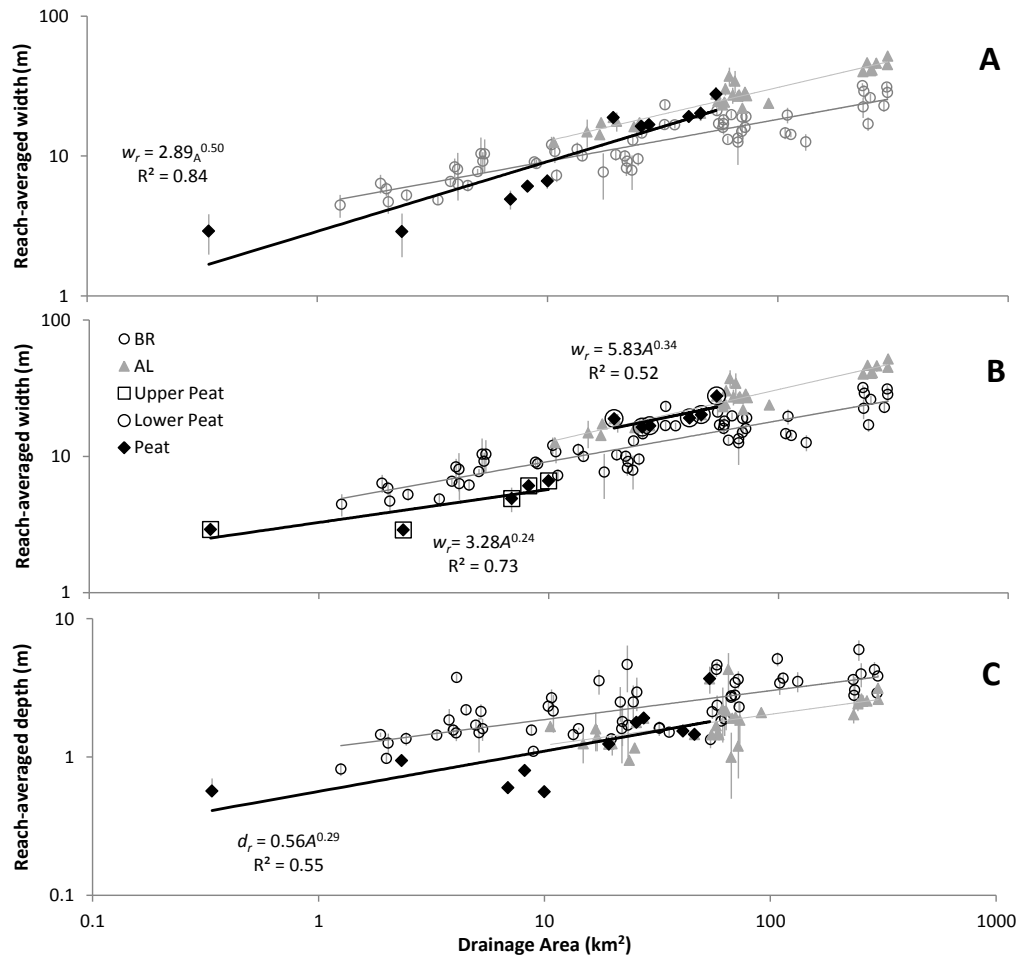 100
A
10
1
Reach-averaged width (m)
wr = 2.89A0.50
R² = 0.84
100
B
10
1
Reach-averaged width (m)
BR
AL
Upper Peat
Lower Peat
Peat
wr = 5.83A0.34
R² = 0.52
wr = 3.28A0.24
R² = 0.73
10
C
1
0.1
Reach-averaged depth (m)
dr = 0.56A0.29
R² = 0.55
0.1 1 10 100 1000
Drainage Area (km²)